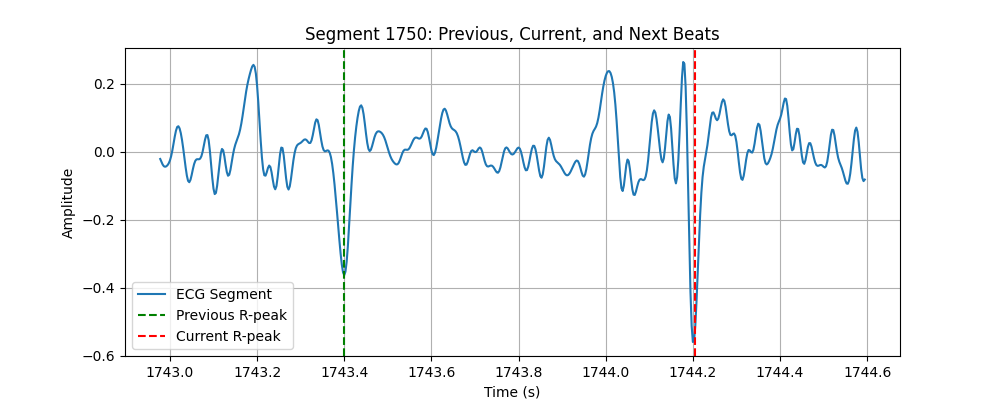 Segment 1750: Previous, Current, and Next Beats
Amplitude
0.2
0.0
−0.2
−0.4
−0.6
ECG Segment
Previous R-peak
Current R-peak
1743.0 1743.2 1743.4 1743.6 1743.8 1744.0 1744.2 1744.4 1744.6
Time (s)